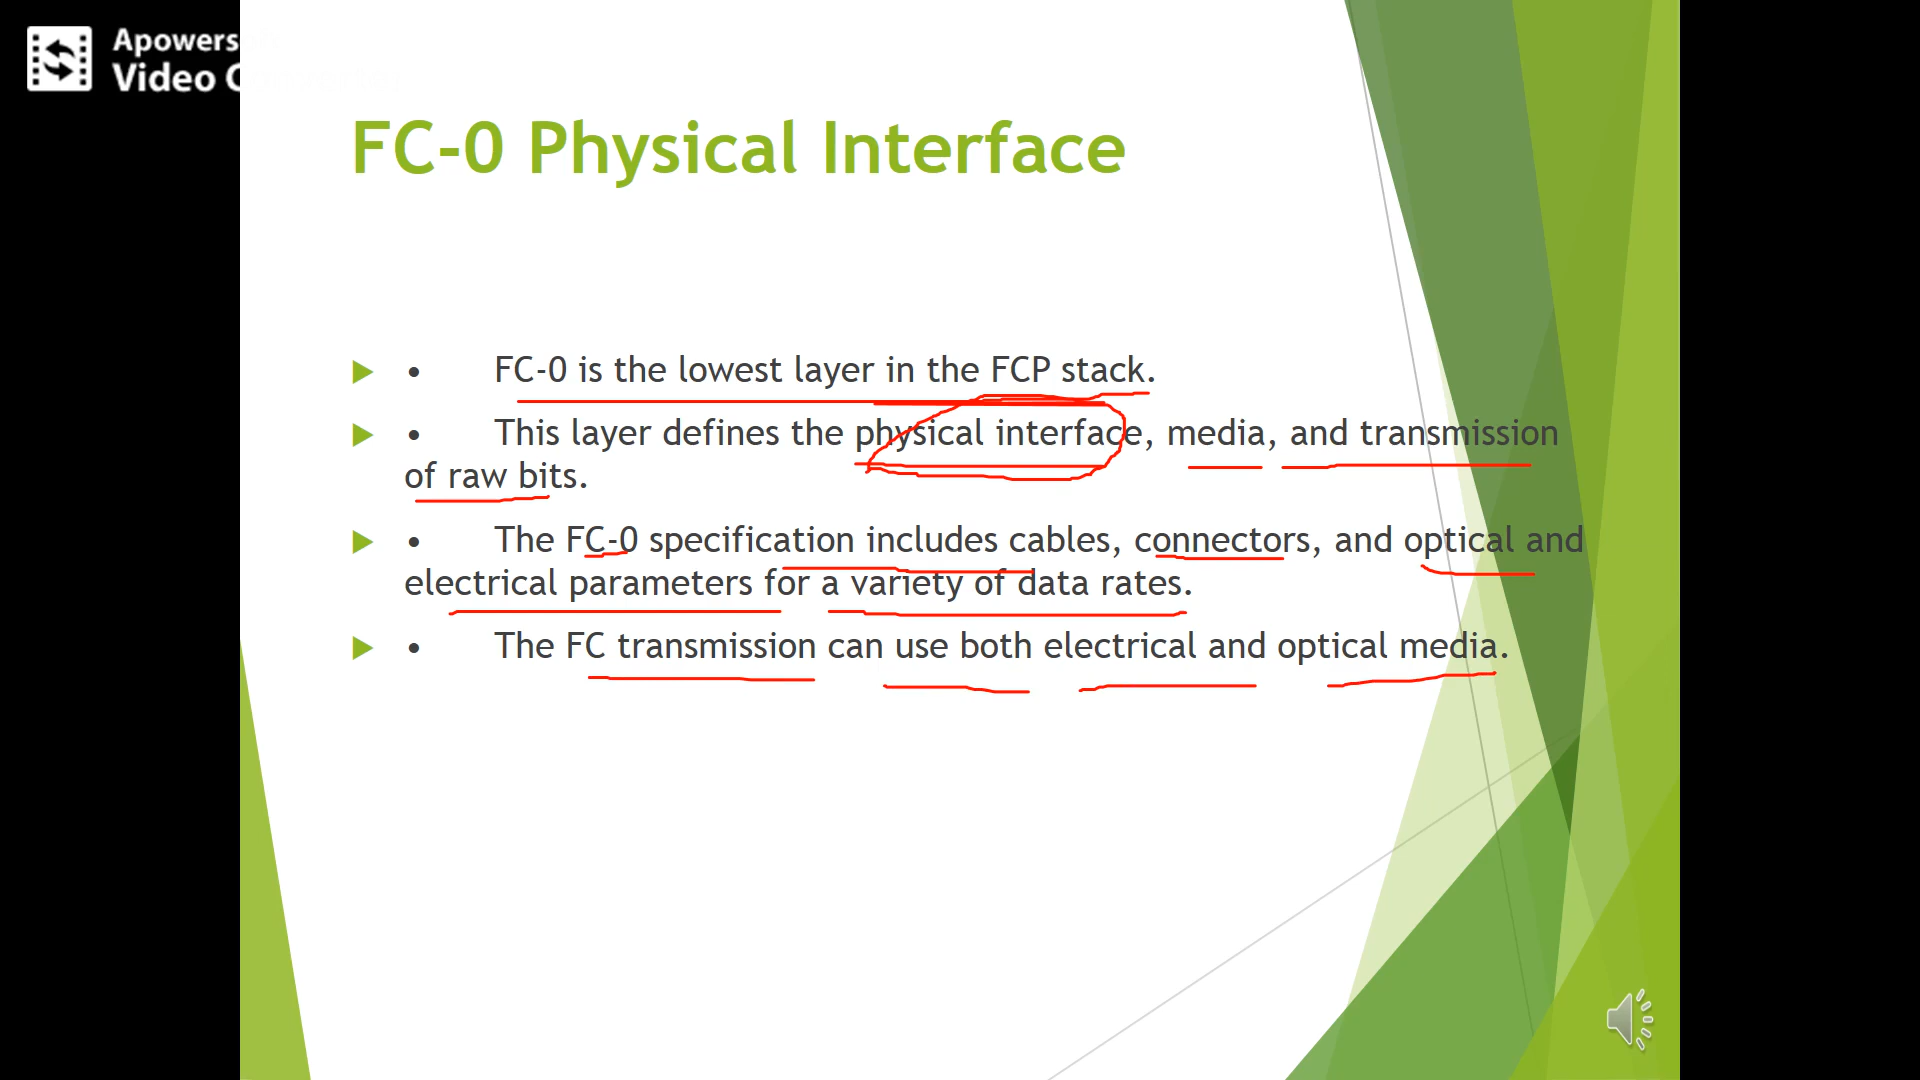 Apowers
Video
FC-0 Physical Interface
• FC-0 is the lowest layer in the FCP stack.
• This layer defines the physical interface, media, and transmission
of raw bits.
• The FC-0 specification includes cables, connectors, and optical and
electrical parameters for a variety of data rates.
• The FC transmission can use both electrical and optical media.